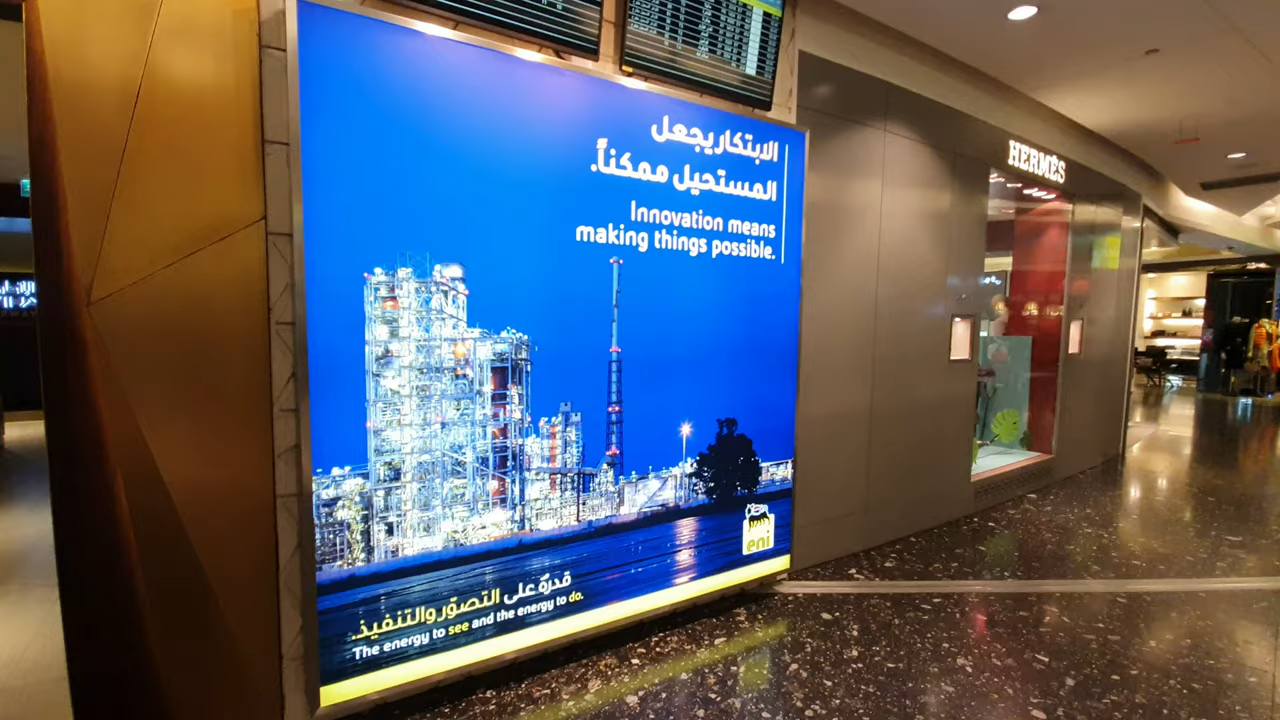 الابتكار يجعل
المستحيل ممكناً.
Innovation means
making things possible.
eni
قدرة على التصوّر والتنفيذ.
The energy to see and the energy to do.
HERMÈS